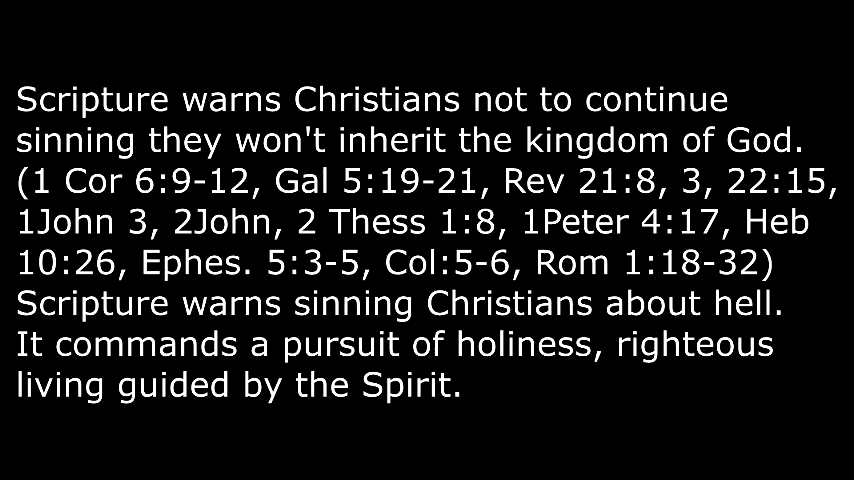 Scripture warns Christians not to continue
sinning they won't inherit the kingdom of God.
(1 Cor 6:9-12, Gal 5:19-21, Rev 21:8, 3, 22:15,
1John 3, 2John, 2 Thess 1:8, 1Peter 4:17, Heb
10:26, Ephes. 5:3-5, Col:5-6, Rom 1:18-32)
Scripture warns sinning Christians about hell.
It commands a pursuit of holiness, righteous
living guided by the Spirit.